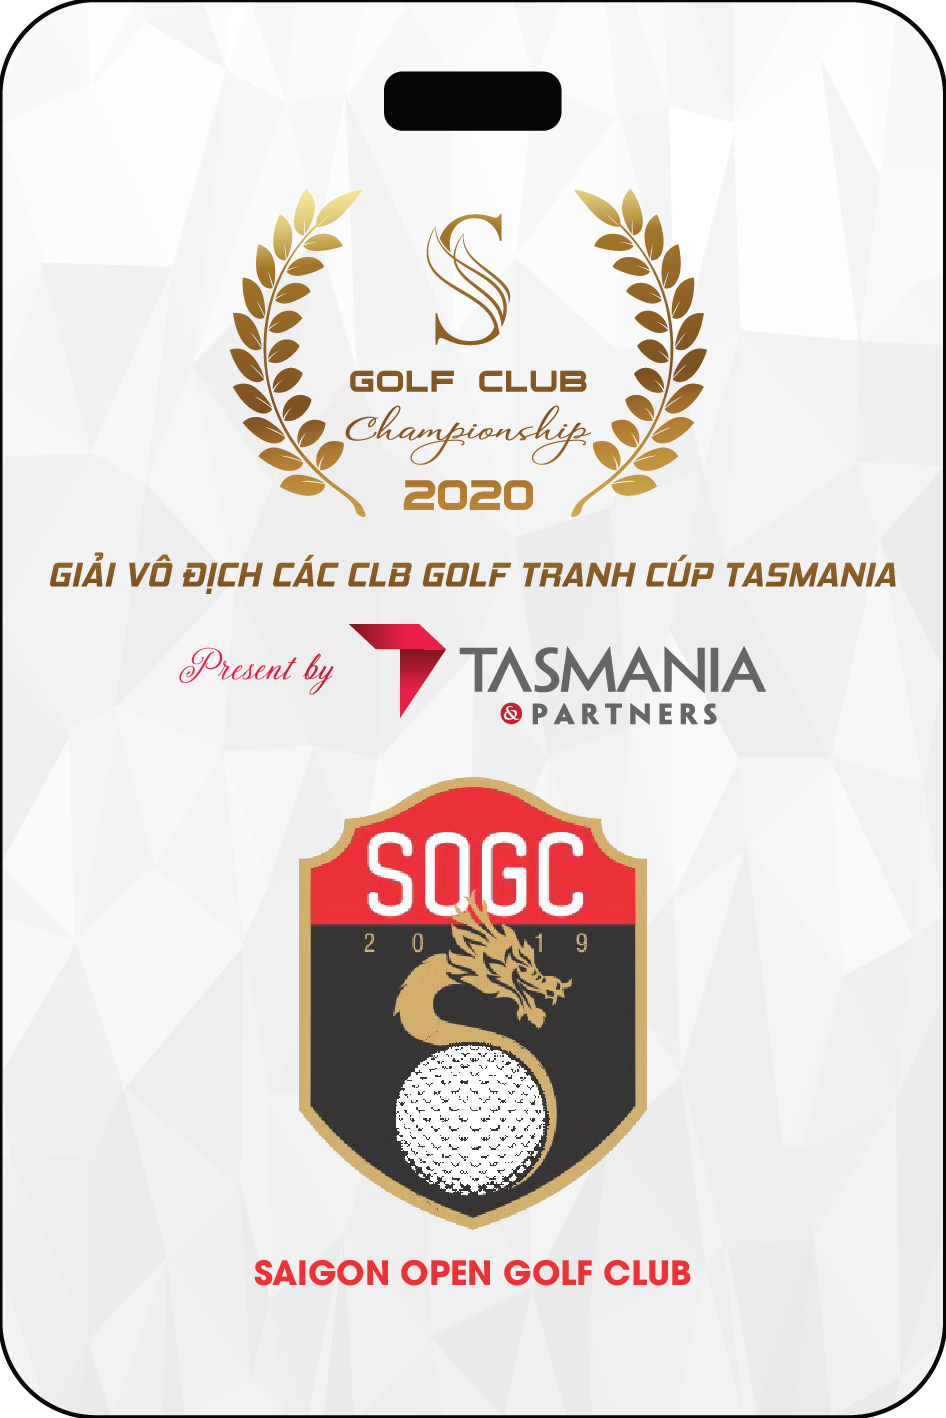 S
GOLF CLUB
Championship
2020
GIẢI VÔ ĐỊCH CÁC CLB GOLF TRANH CÚP TASMANIA
Present by TASMANIA
& PARTNERS
SOGC
2019
SAIGON OPEN GOLF CLUB